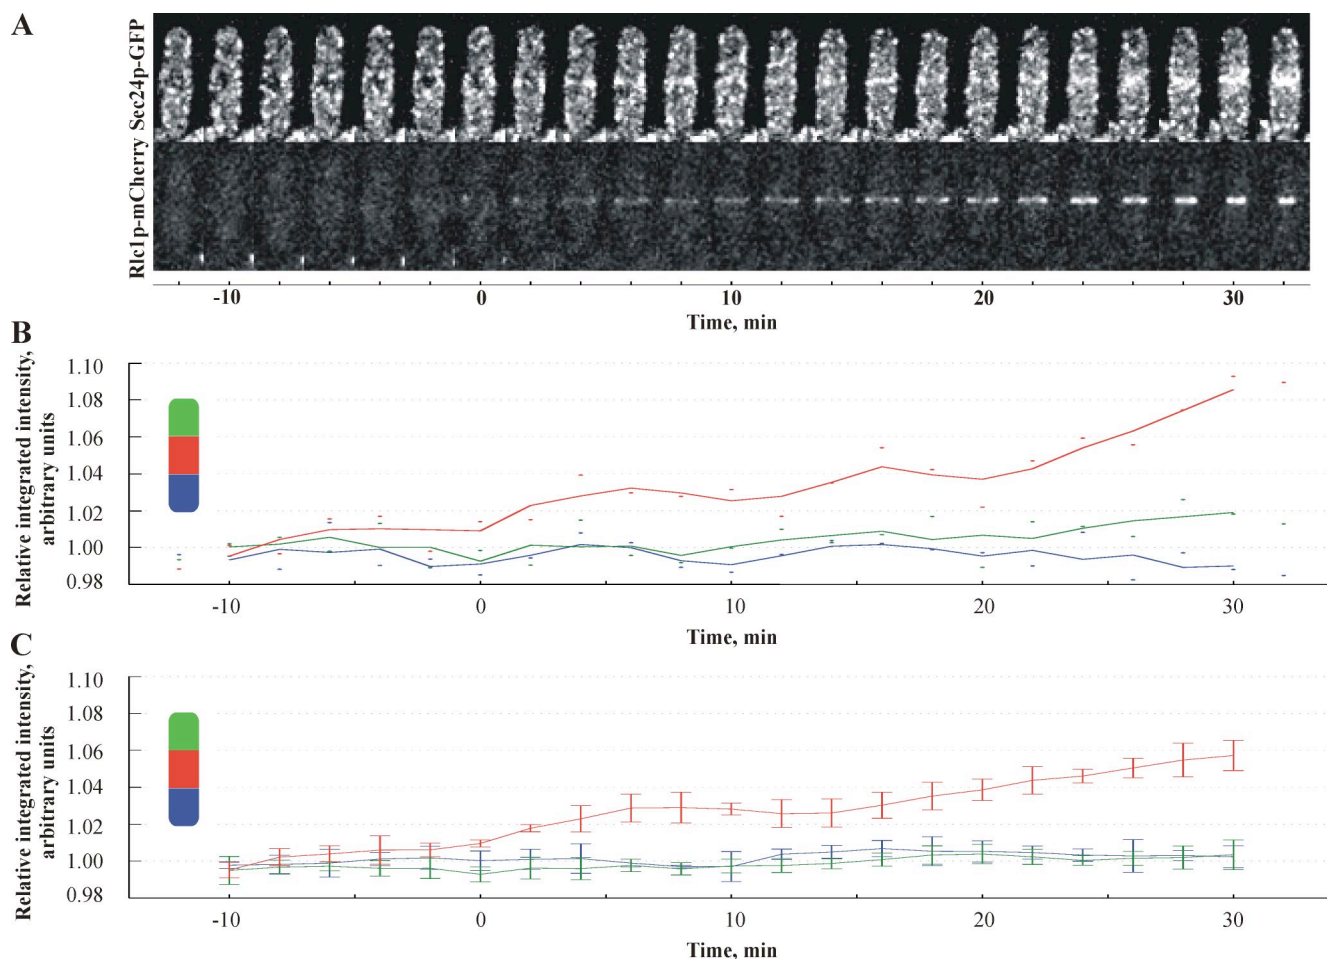 A
Sec24p-GFP
Rlc1p-mCherry
-10 0 10 20 30
Time, min
B
Relative integrated intensity,
arbitrary units
1.10
1.08
1.06
1.04
1.02
1.00
0.98
-10 0 10 20 30
Time, min
C
Relative integrated intensity,
arbitrary units
1.10
1.08
1.06
1.04
1.02
1.00
0.98
-10 0 10 20 30
Time, min